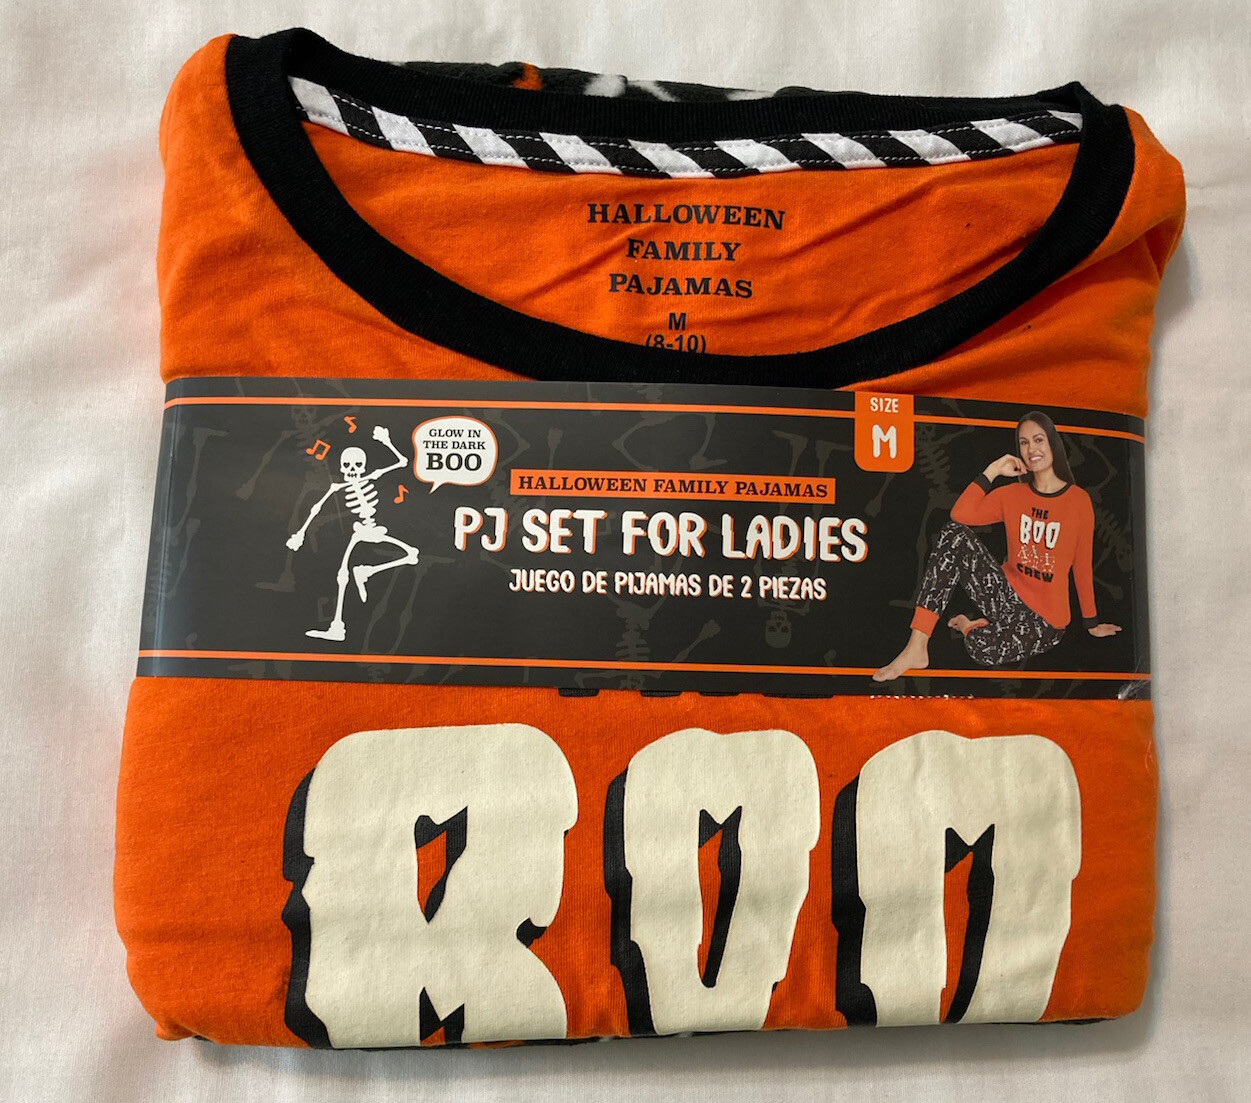 HALLOWEEN
FAMILY
PAJAMAS
M
(8-10)
SIZE
M
GLOW IN
THE DARK
BOO
HALLOWEEN FAMILY PAJAMAS
PJ SET FOR LADIES
JUEGO DE PIJAMAS DE 2 PIEZAS
THE
BOO
CREW
BOO